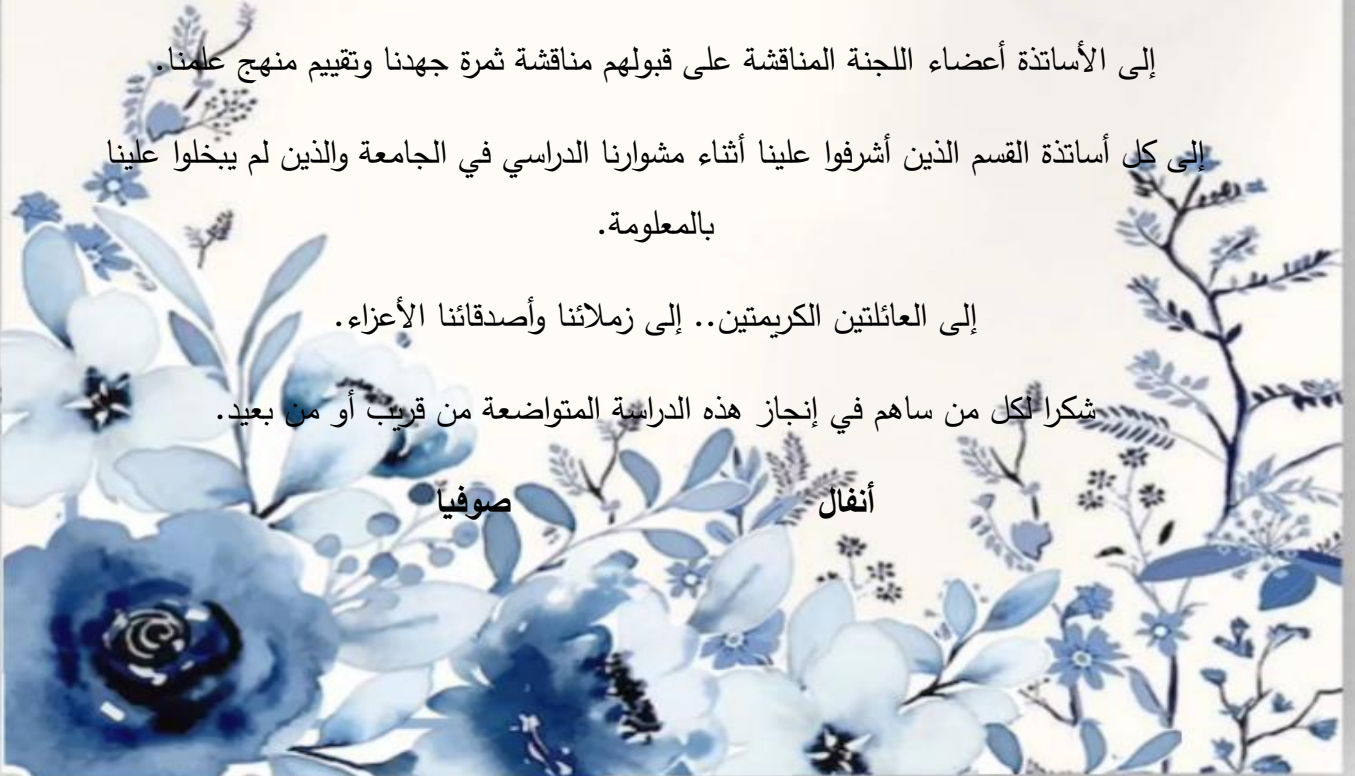 إلى الأساتذة أعضاء اللجنة المناقشة على قبولهم مناقشة ثمرة جهدنا وتقييم منهج علمنا.
إلى كل أساتذة القسم الذين أشرفوا علينا أثناء مشوارنا الدراسي في الجامعة والذين لم يبخلوا علينا
بالمعلومة.
إلى العائلتين الكريمتين.. إلى زملائنا وأصدقائنا الأعزاء.
شكرا لكل من ساهم في إنجاز هذه الدراسة المتواضعة من قريب أو من بعيد.
أنفال صوفيا